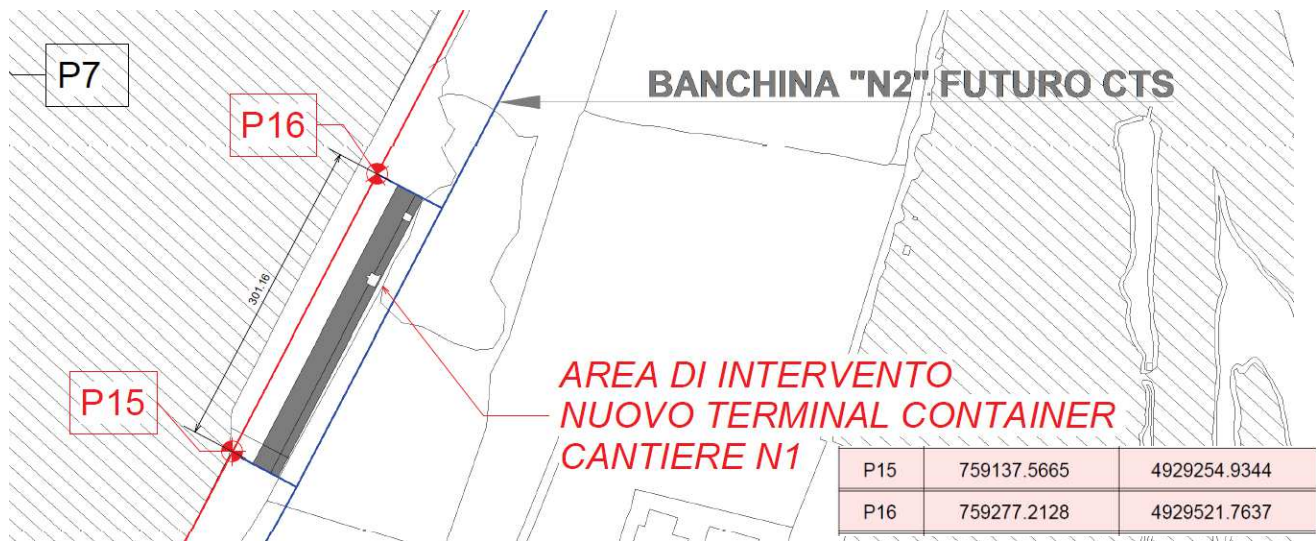 P7
BANCHINA "N2" FUTURO CTS
P16
301.16
P15
AREA DI INTERVENTO
NUOVO TERMINAL CONTAINER
CANTIERE N1
P15 759137.5665 4929254.9344
P16 759277.2128 4929521.7637